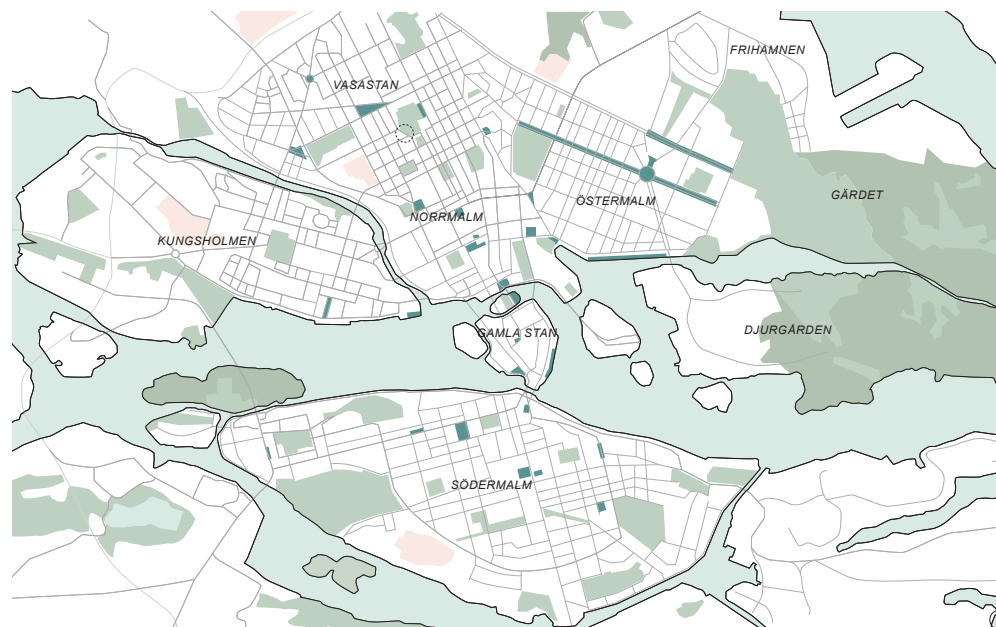 FRIHAMNEN
VASASTAN
GÄRDET
ÖSTERMALM
NORRMALM
KUNGSHOLMEN
GAMLA STAN
DJURGÅRDEN
SÖDERMALM